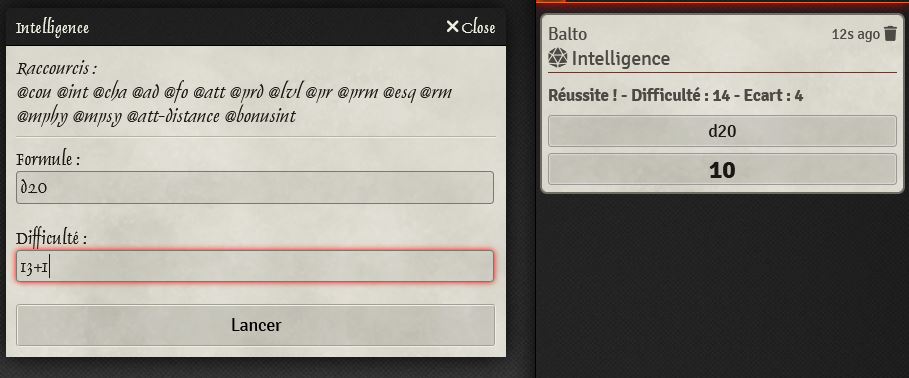 Intelligence
Close
Raccourcis :
@cou @int @cha @ad @fo @att @prd @lvl @pr @prm @esq @rm
@mphy @mpsy @att-distance @bonusint
Formule :
d20
Difficulté :
13+1
Lancer
Balto
12s ago
Intelligence
Réussite ! - Difficulté : 14 - Ecart : 4
d20
10